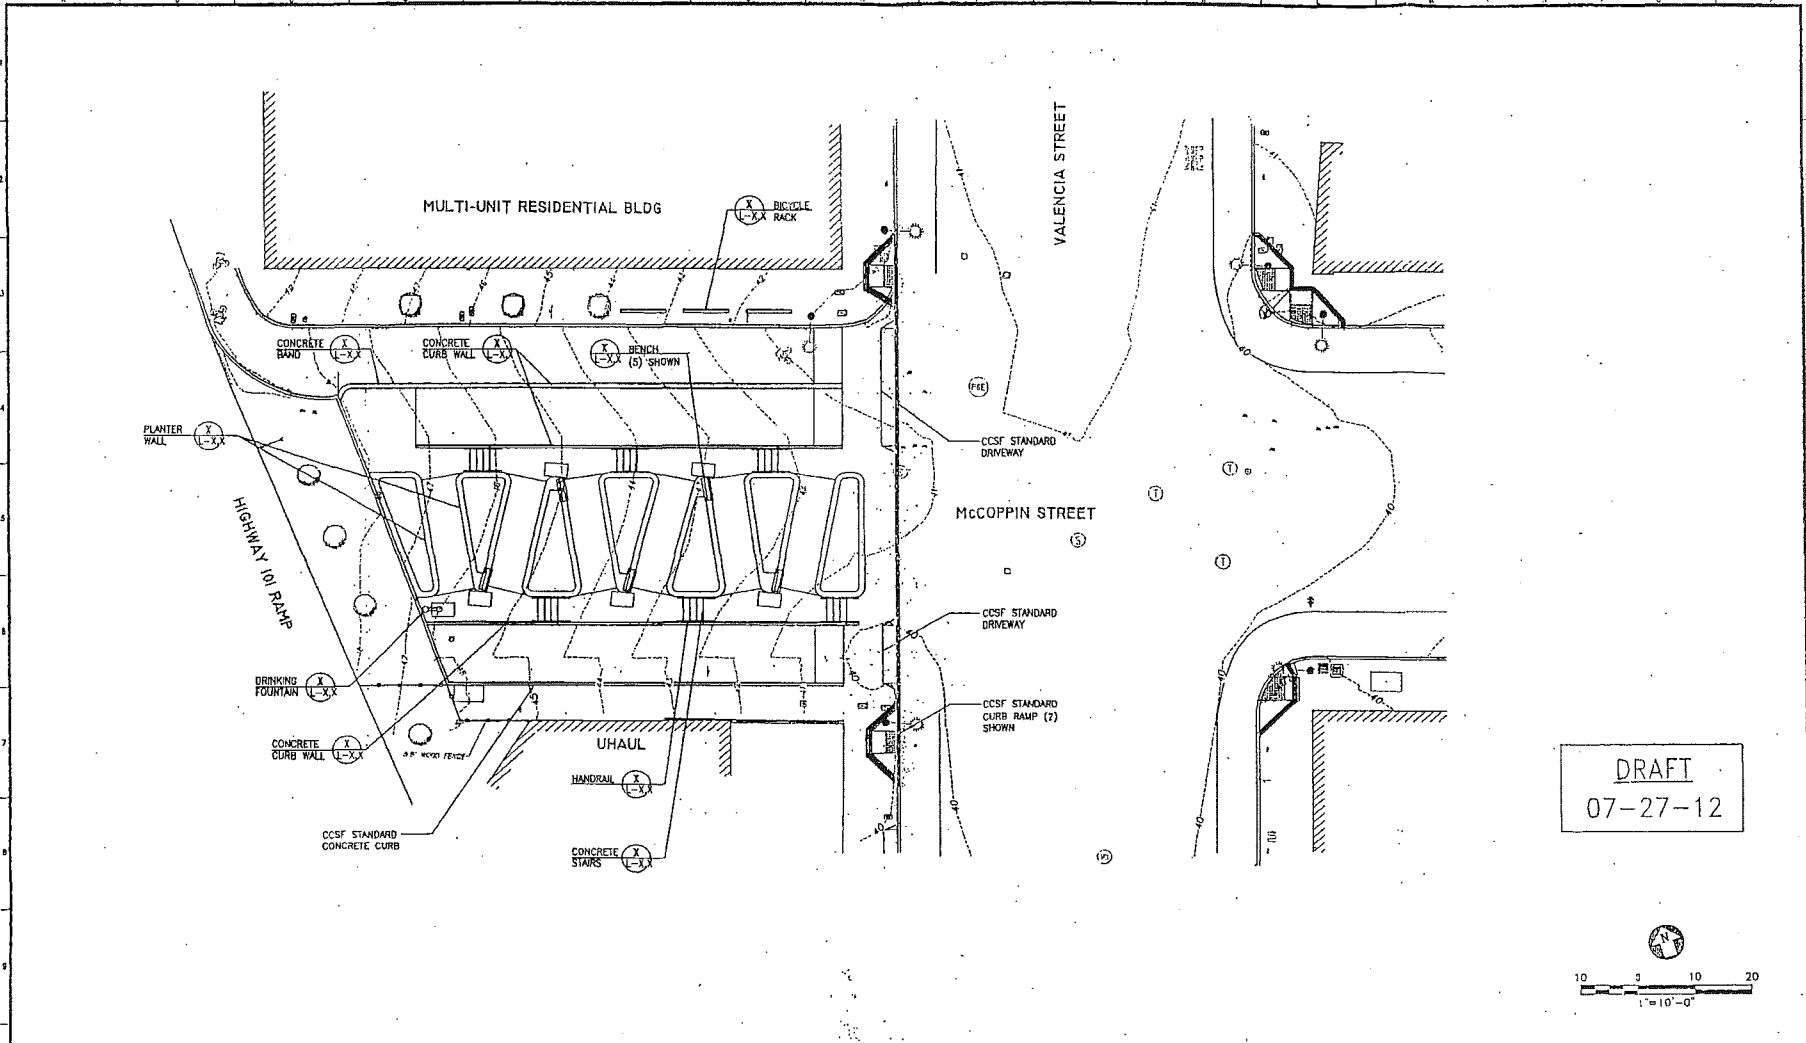 VALENCIA STREET
MULTI-UNIT RESIDENTIAL BLDG
X
L-X.X
BICYCLE
RACK
CONCRETE
BAND
X
L-X.X
CONCRETE
CURB WALL
X
L-X.X
X
L-X.X
BENCH
(5) SHOWN
PLANTER
WALL
X
L-X.X
CCSF STANDARD
DRIVEWAY
HIGHWAY 101 RAMP
McCOPPIN STREET
T
T
S
T
CCSF STANDARD
DRIVEWAY
DRINKING
FOUNTAIN
X
L-X.X
CCSF STANDARD
CURB RAMP (2)
SHOWN
CONCRETE
CURB WALL
X
L-X.X
WOOD FENCE
UHAUL
HANDRAIL
X
L-X.X
CCSF STANDARD
CONCRETE CURB
CONCRETE
STAIRS
X
L-X.X
DRAFT
07-27-12
N
10 0 10 20
1"=10'-0"